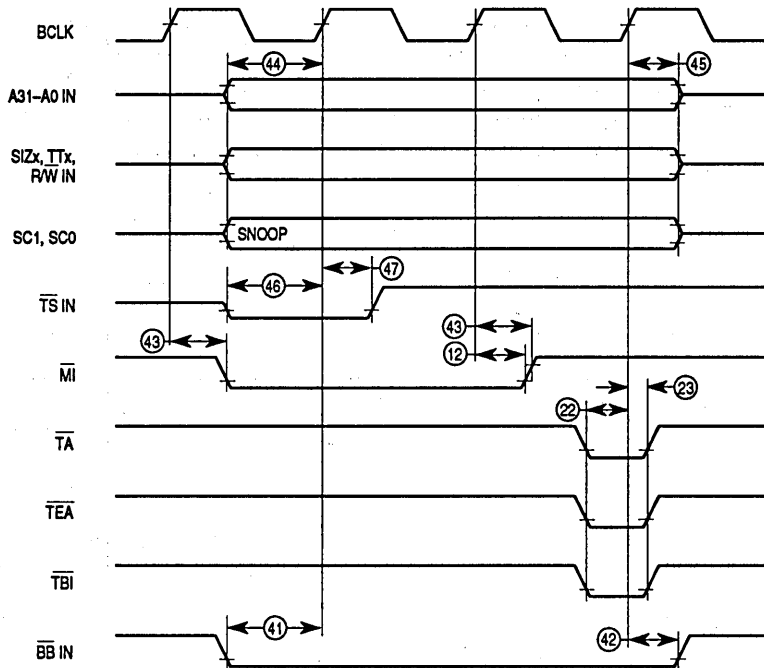 BCLK
44
45
A31–A0 IN
SIZx, TTx,
R/W IN
SC1, SC0
SNOOP
47
46
TS IN
43
43
12
MI
22
23
TA
TEA
TBI
41
42
BB IN